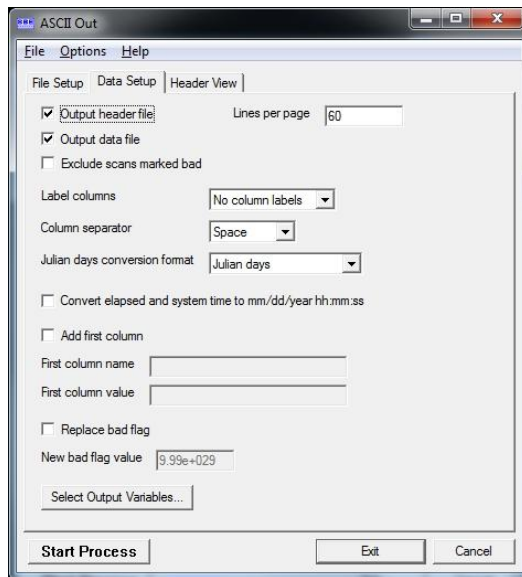 ASCII Out
File Options Help
File Setup Data Setup Header View
Output header file Lines per page 60
Output data file
Exclude scans marked bad
Label columns No column labels
Column separator Space
Julian days conversion format Julian days
Convert elapsed and system time to mm/dd/year hh:mm:ss
Add first column
First column name
First column value
Replace bad flag
New bad flag value 9.99e+029
Select Output Variables...
Start Process Exit Cancel